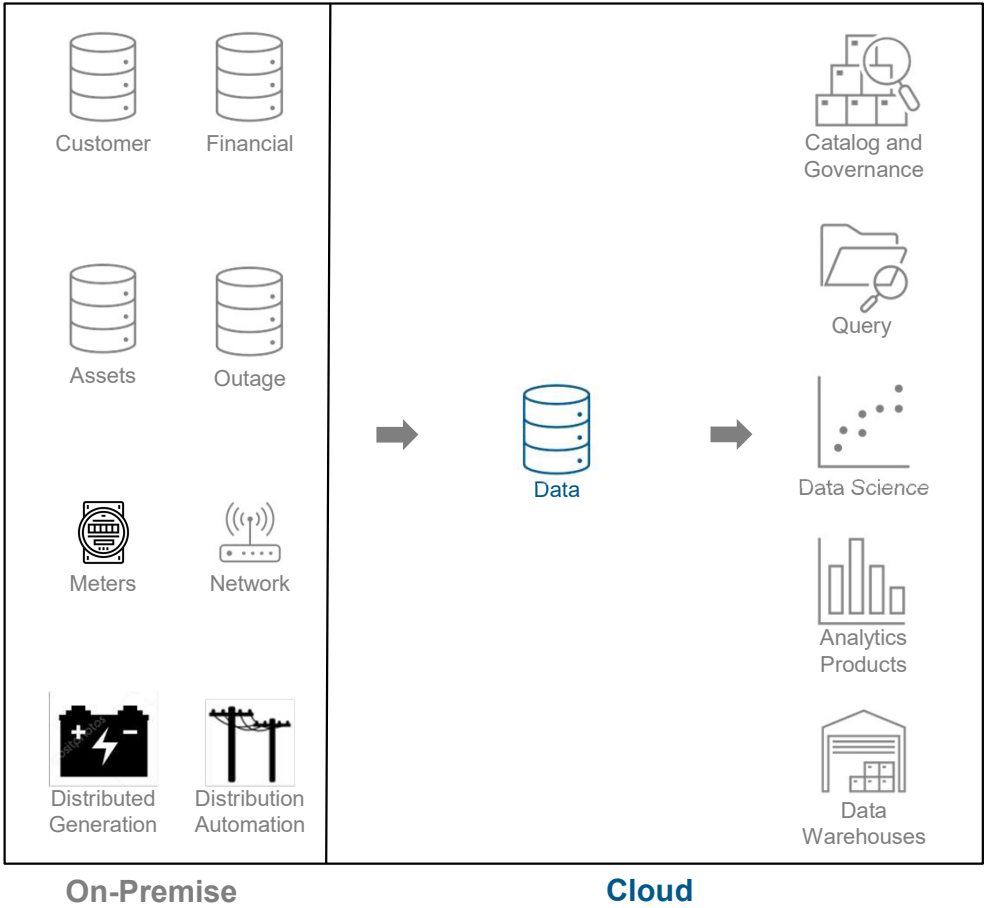 Customer
Financial
Assets
Outage
Meters
Network
Distributed
Generation
Distribution
Automation
Data
Catalog and
Governance
Query
Data Science
Analytics
Products
Data
Warehouses
On-Premise
Cloud